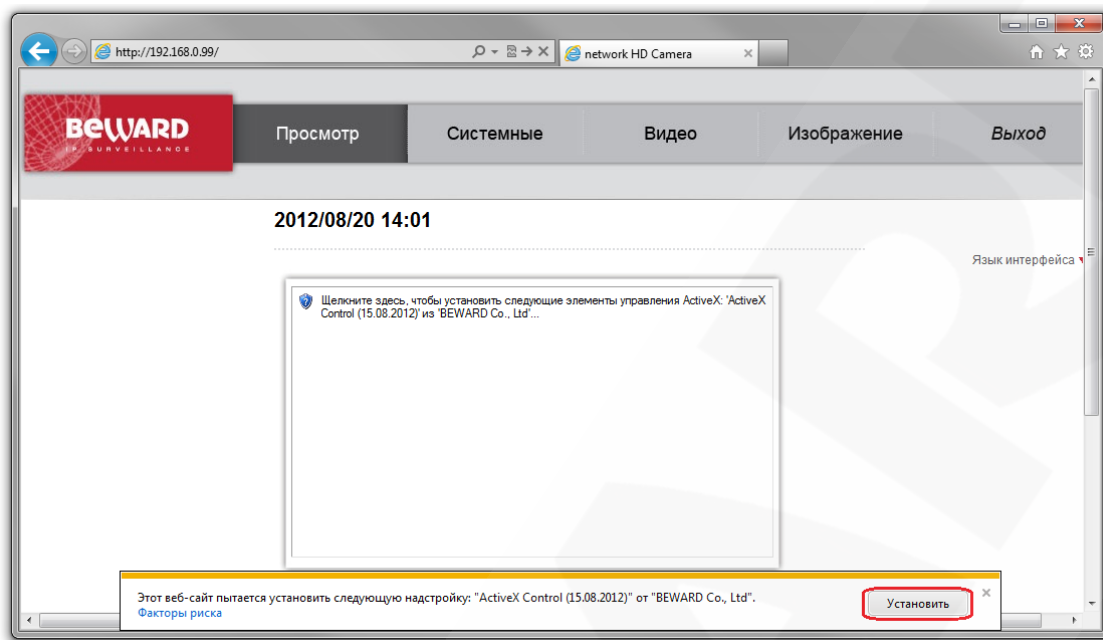 http://192.168.0.99/
network HD Camera
BEWARD
IP SURVEILLANCE
Просмотр Системные Видео Изображение Выход
2012/08/20 14:01
Язык интерфейса
Щелкните здесь, чтобы установить следующие элементы управления ActiveX: 'ActiveX
Control (15.08.2012)' из 'BEWARD Co., Ltd'...
Этот веб-сайт пытается установить следующую надстройку: "ActiveX Control (15.08.2012)" от "BEWARD Co., Ltd".
Факторы риска
Установить